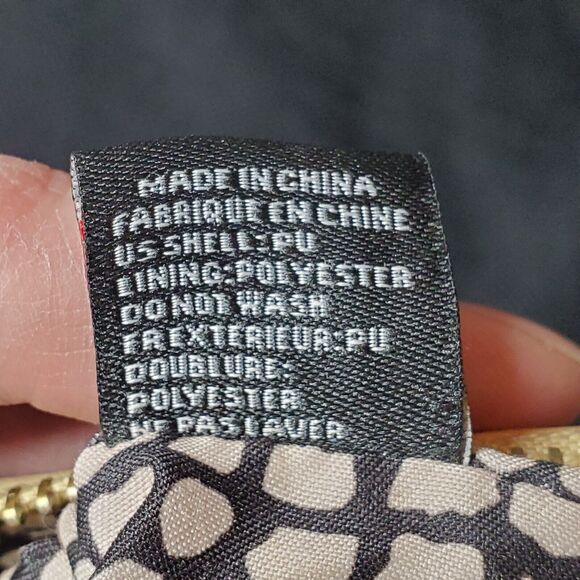 MADE IN CHINA
FABRIQUE EN CHINE
US SHELL: PU
LINING: POLYESTER
DO NOT WASH
FR EXTERIEUR: PU
DOUBLURE:
POLYESTER
NE PAS LAVER